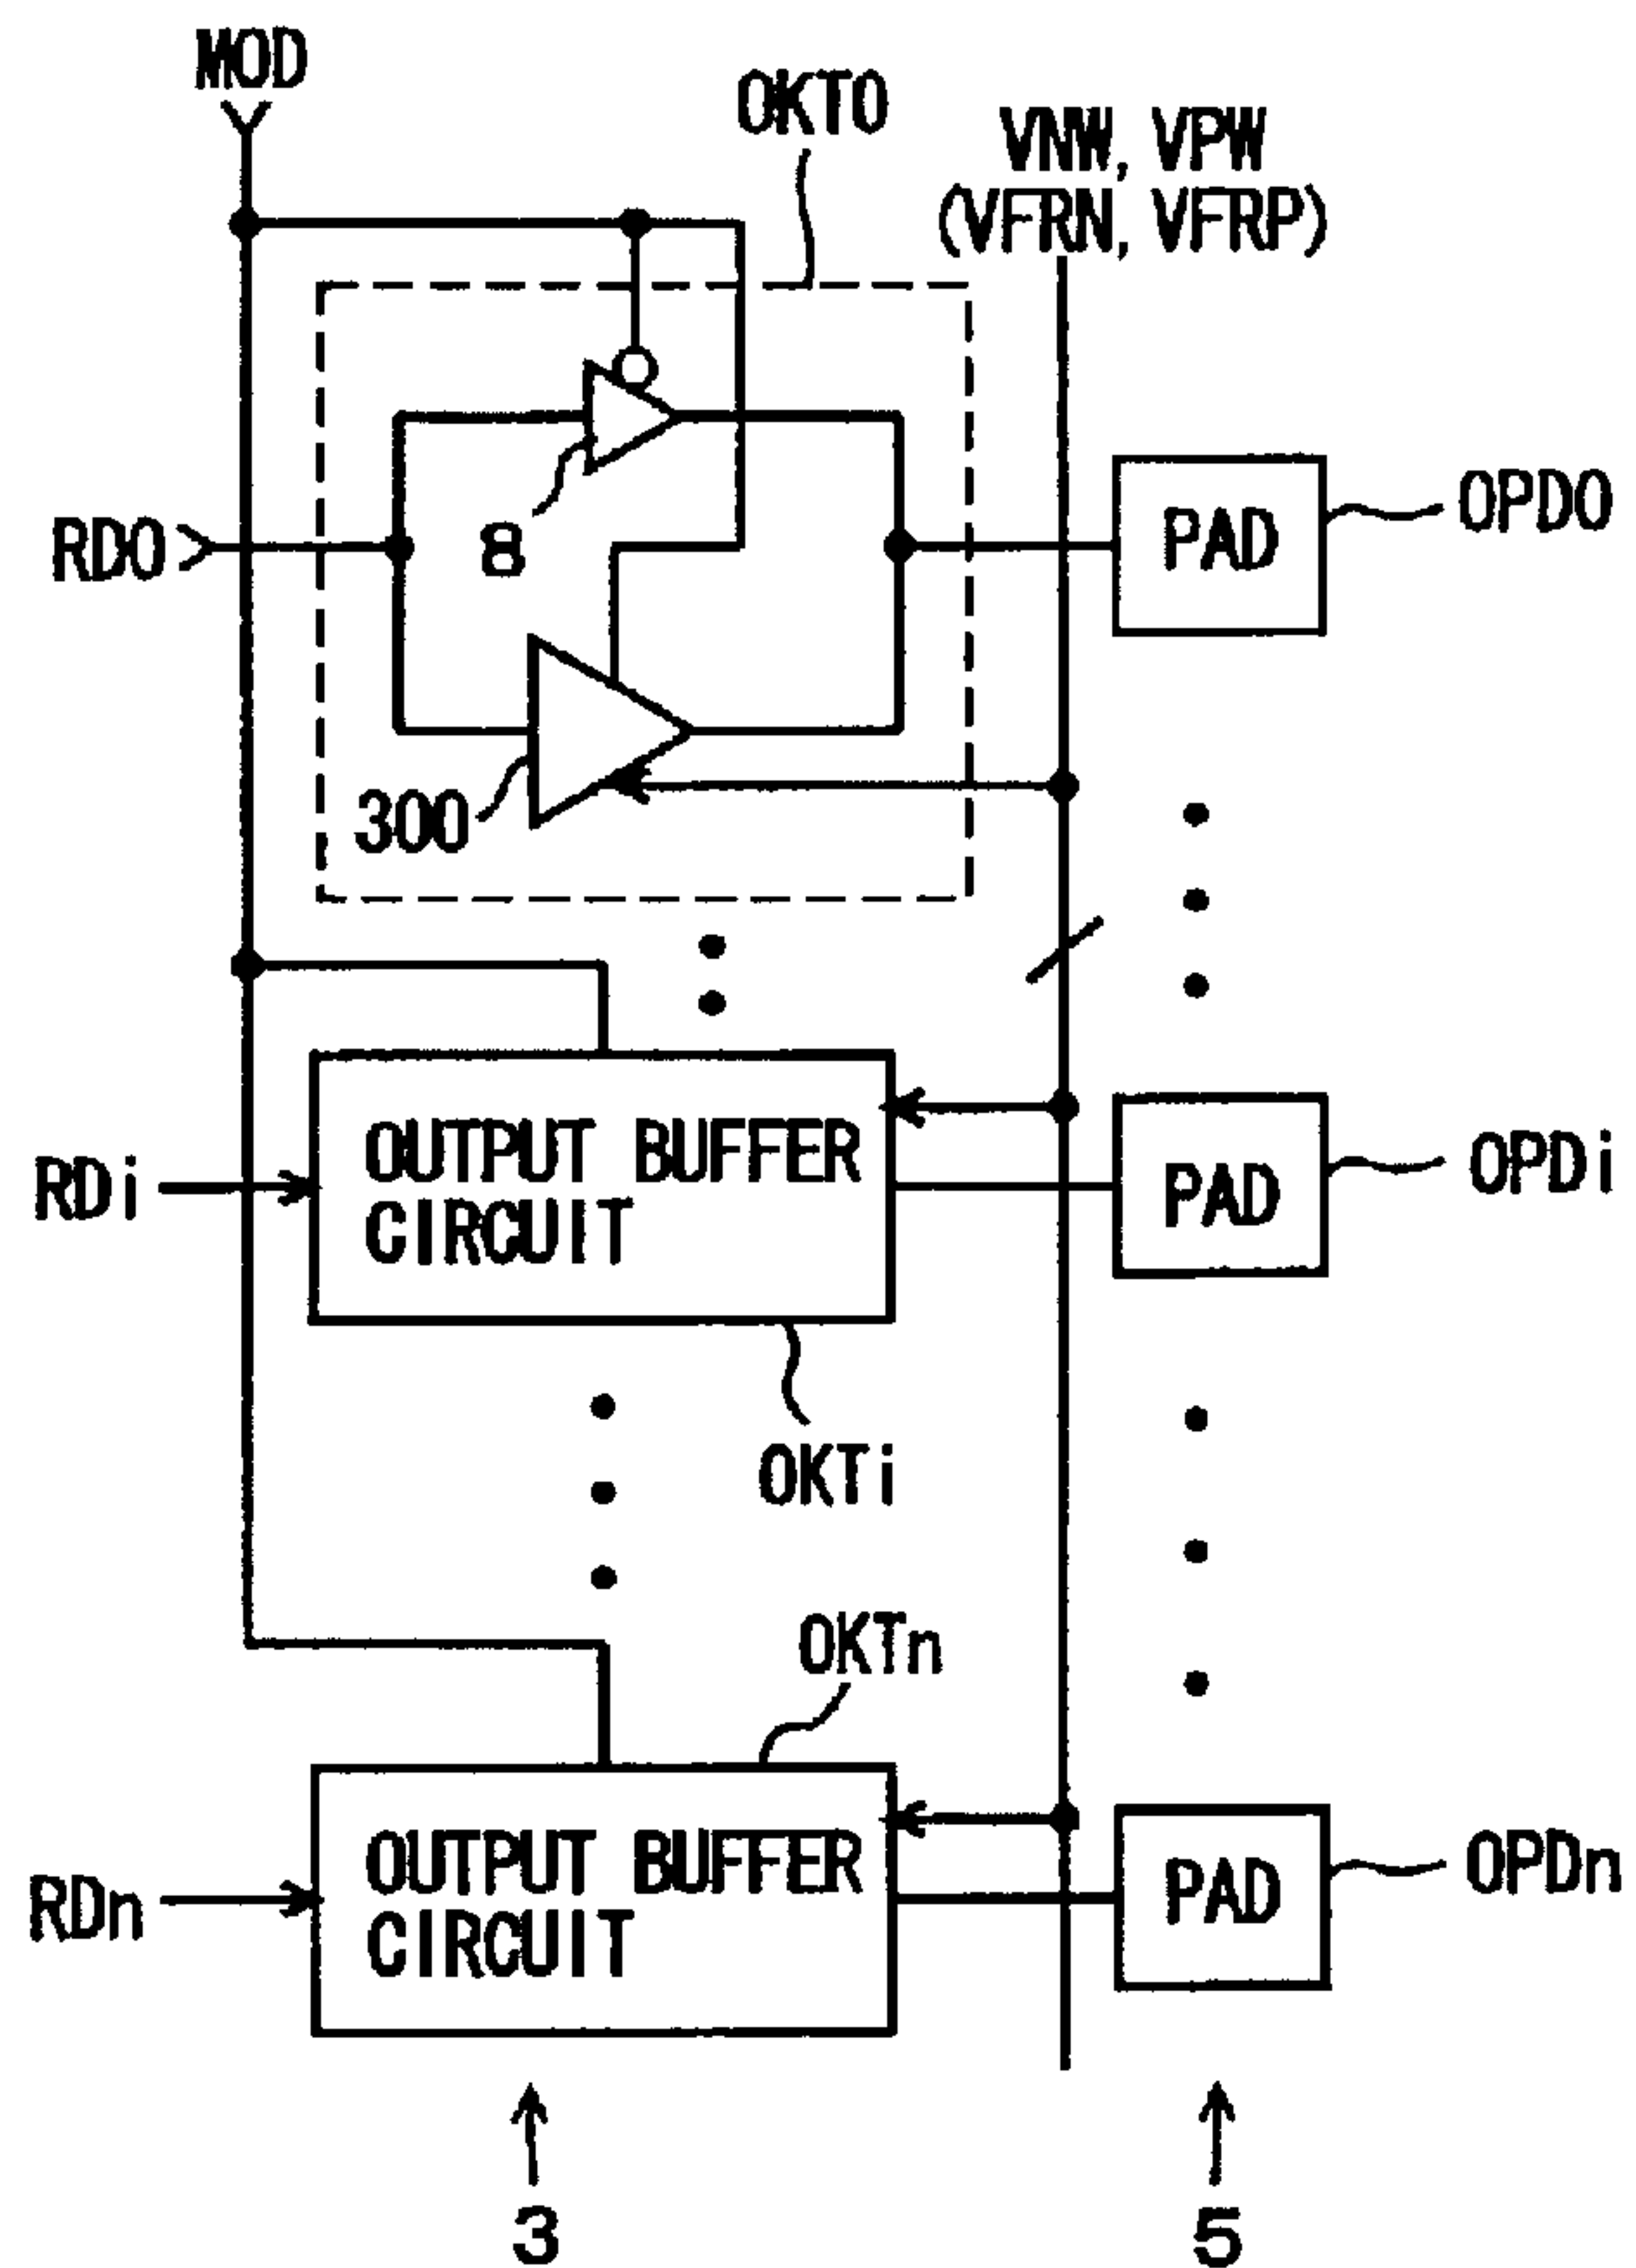 MOD
OKT0
VNW, VPW
(VFRN, VFRP)
PAD
OPD0
RD0
8
300
OUTPUT BUFFER
CIRCUIT
RDi
PAD
OPDi
OKTi
OKTn
OUTPUT BUFFER
CIRCUIT
RDn
PAD
OPDn
3
5